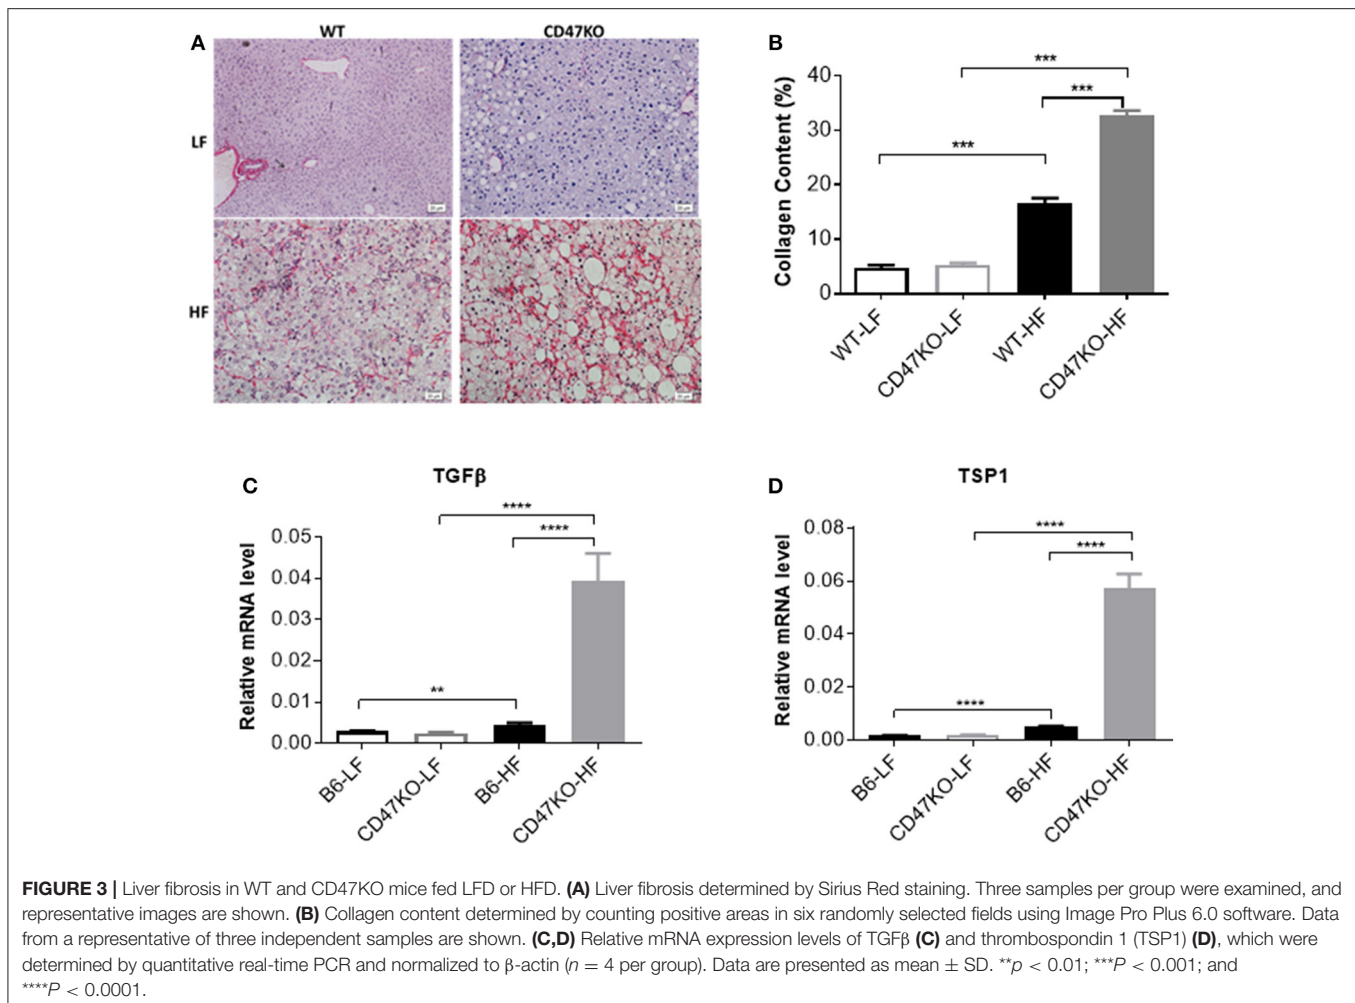 A
WT
CD47KO
LF
HF
20 µm
20 µm
20 µm
20 µm
B
Collagen Content (%)
40
30
20
10
0
***
***
***
WT-LF
CD47KO-LF
WT-HF
CD47KO-HF
C
TGFβ
Relative mRNA level
0.05
0.04
0.03
0.02
0.01
0.00
****
****
**
B6-LF
CD47KO-LF
B6-HF
CD47KO-HF
D
TSP1
Relative mRNA level
0.08
0.06
0.04
0.02
0.00
****
****
****
B6-LF
CD47KO-LF
B6-HF
CD47KO-HF
FIGURE 3 | Liver fibrosis in WT and CD47KO mice fed LFD or HFD. (A) Liver fibrosis determined by Sirius Red staining. Three samples per group were examined, and
representative images are shown. (B) Collagen content determined by counting positive areas in six randomly selected fields using Image Pro Plus 6.0 software. Data
from a representative of three independent samples are shown. (C,D) Relative mRNA expression levels of TGFβ (C) and thrombospondin 1 (TSP1) (D), which were
determined by quantitative real-time PCR and normalized to β-actin (n = 4 per group). Data are presented as mean ± SD. **p < 0.01; ***P < 0.001; and
****P < 0.0001.